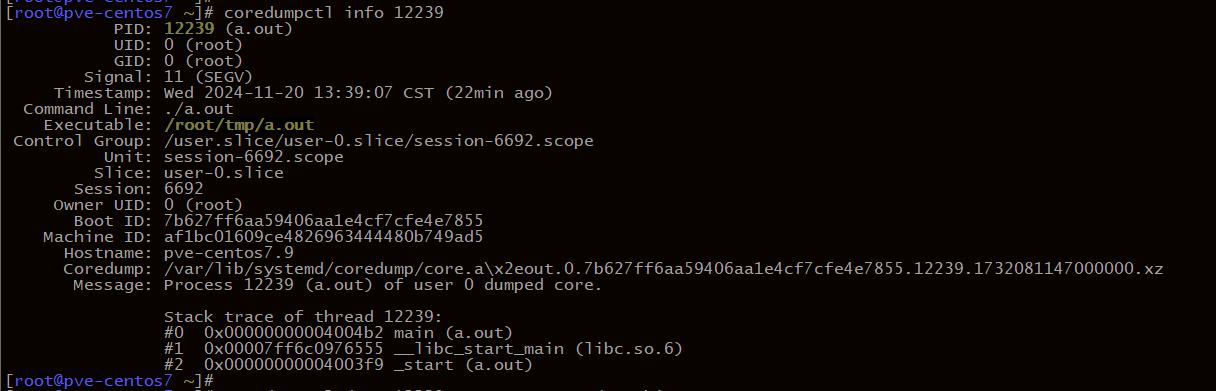 [root@pve-centos7 ~]# coredumpctl info 12239
PID: 12239 (a.out)
UID: 0 (root)
GID: 0 (root)
Signal: 11 (SEGV)
Timestamp: Wed 2024-11-20 13:39:07 CST (22min ago)
Command Line: ./a.out
Executable: /root/tmp/a.out
Control Group: /user.slice/user-0.slice/session-6692.scope
Unit: session-6692.scope
Slice: user-0.slice
Session: 6692
Owner UID: 0 (root)
Boot ID: 7b627ff6aa59406aa1e4cf7cfe4e7855
Machine ID: af1bc01609ce4826963444480b749ad5
Hostname: pve-centos7.9
Coredump: /var/lib/systemd/coredump/core.a\x2eout.0.7b627ff6aa59406aa1e4cf7cfe4e7855.12239.1732081147000000.xz
Message: Process 12239 (a.out) of user 0 dumped core.
Stack trace of thread 12239:
#0 0x00000000004004b2 main (a.out)
#1 0x00007ff6c0976555 __libc_start_main (libc.so.6)
#2 0x00000000004003f9 _start (a.out)
[root@pve-centos7 ~]#